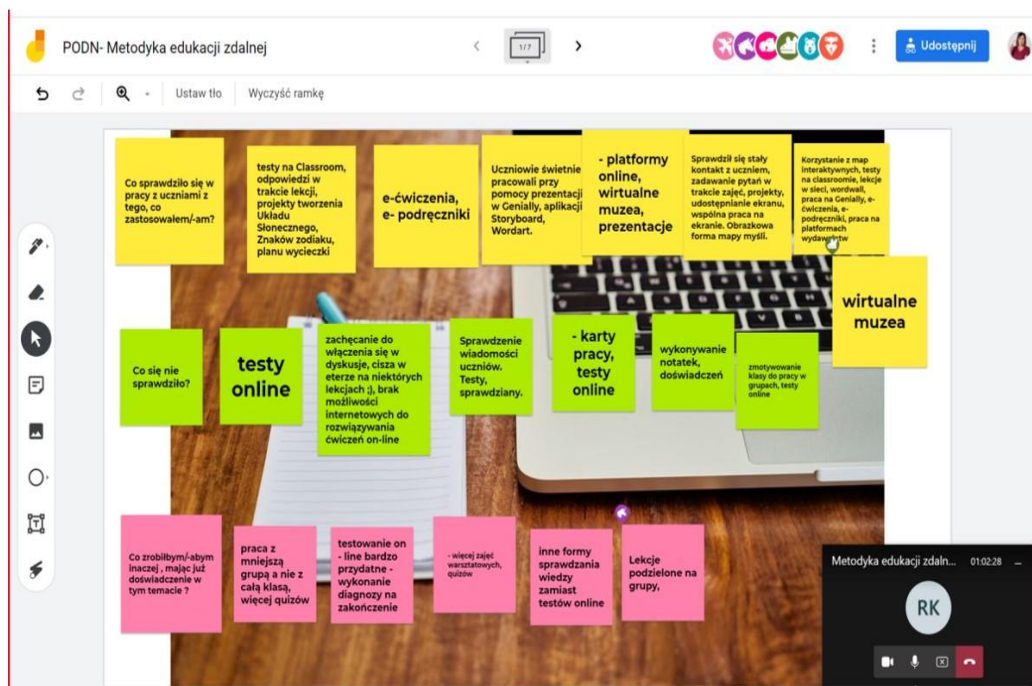 PODN- Metodyka edukacji zdalnej
1/7
Udostępnij
Ustaw tło
Wyczyść ramkę
Co sprawdziło się w
pracy z uczniami z
tego, co
zastosowałem/-am?
testy na Classroom,
odpowiedzi w
trakcie lekcji,
projekty tworzenia
Układu
Słonecznego,
Znaków zodiaku,
planu wycieczki
e-ćwiczenia,
e- podręczniki
Uczniowie świetnie
pracowali przy
pomocy prezentacji
w Genially, aplikacji
Storyboard,
Wordart.
- platformy
online,
wirtualne
muzea,
prezentacje
Sprawdził się stały
kontakt z uczniem,
zadawanie pytań w
trakcie zajęć, projekty,
udostępnianie ekranu,
wspólna praca na
ekranie. Obrazkowa
forma mapy myśli.
Korzystanie z map
interaktywnych, testy
na classroomie, lekcje
w sieci, wordwall,
praca na Genially, e-
ćwiczenia, e-
podręczniki, praca na
platformach
wydawnictw
wirtualne
muzea
Co się nie
sprawdziło?
testy
online
zachęcanie do
włączenia się w
dyskusje, cisza w
eterze na niektórych
lekcjach ;), brak
możliwości
internetowych do
rozwiązywania
ćwiczeń on-line
Sprawdzenie
wiadomości
uczniów.
Testy,
sprawdziany.
- karty
pracy,
testy
online
wykonywanie
notatek,
doświadczeń
zmotywowanie
klasy do pracy w
grupach, testy
online
Co zrobiłbym/-abym
inaczej , mając już
doświadczenie w
tym temacie ?
praca z
mniejszą
grupą a nie z
całą klasą,
więcej quizów
testowanie on
- line bardzo
przydatne -
wykonanie
diagnozy na
zakończenie
- więcej zajęć
warsztatowych,
quizów
inne formy
sprawdzania
wiedzy
zamiast
testów online
Lekcje
podzielone na
grupy,
Metodyka edukacji zdaln...
01:02:28
RK